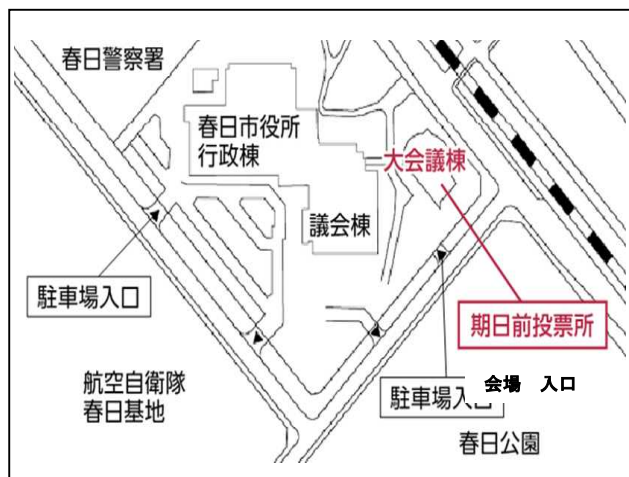 春日警察署
春日市役所
行政棟
大会議棟
議会棟
駐車場入口
期日前投票所
航空自衛隊
春日基地
会場　入口
駐車場入口
春日公園